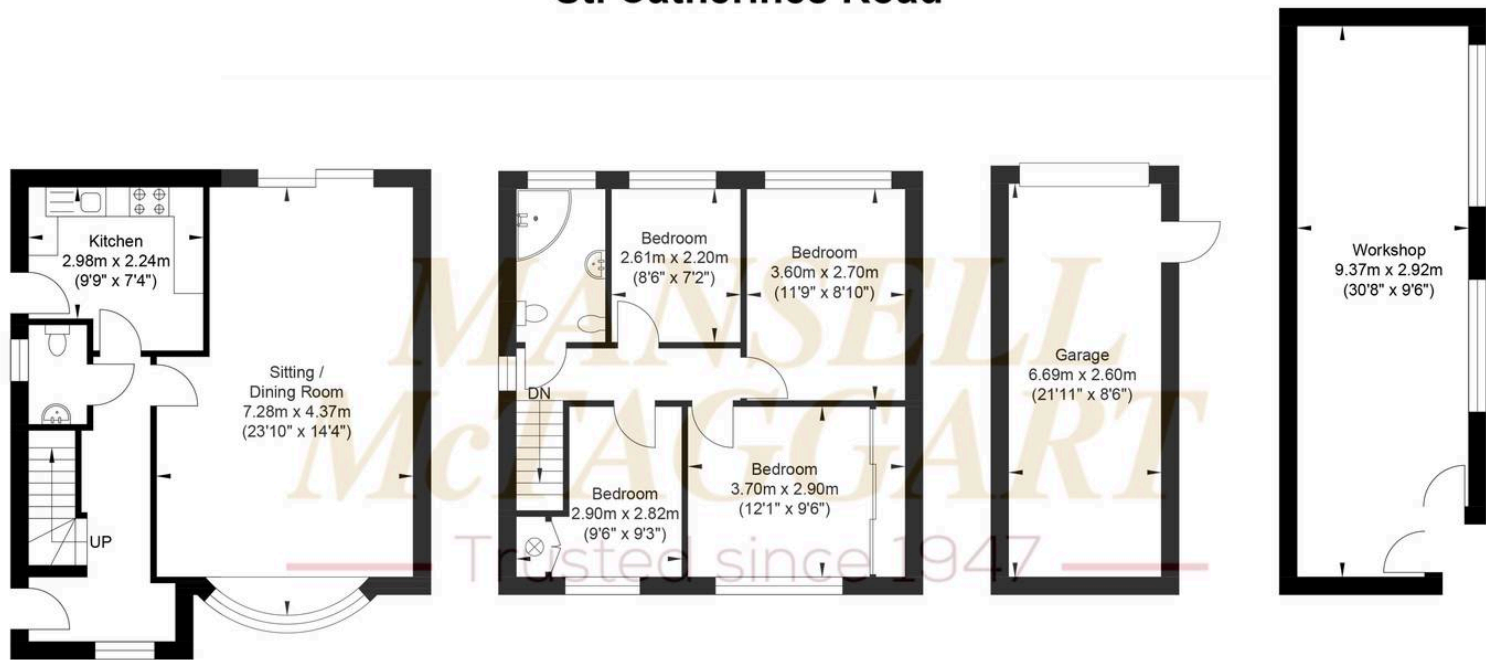 St. Catherines Road
Kitchen
2.98m x 2.24m
(9'9" x 7'4")
Sitting /
Dining Room
7.28m x 4.37m
(23'10" x 14'4")
UP
Bedroom
2.61m x 2.20m
(8'6" x 7'2")
Bedroom
3.60m x 2.70m
(11'9" x 8'10")
DN
Bedroom
2.90m x 2.82m
(9'6" x 9'3")
Bedroom
3.70m x 2.90m
(12'1" x 9'6")
Garage
6.69m x 2.60m
(21'11" x 8'6")
Workshop
9.37m x 2.92m
(30'8" x 9'6")
MANSELL
McTAGGART
Trusted since 1947